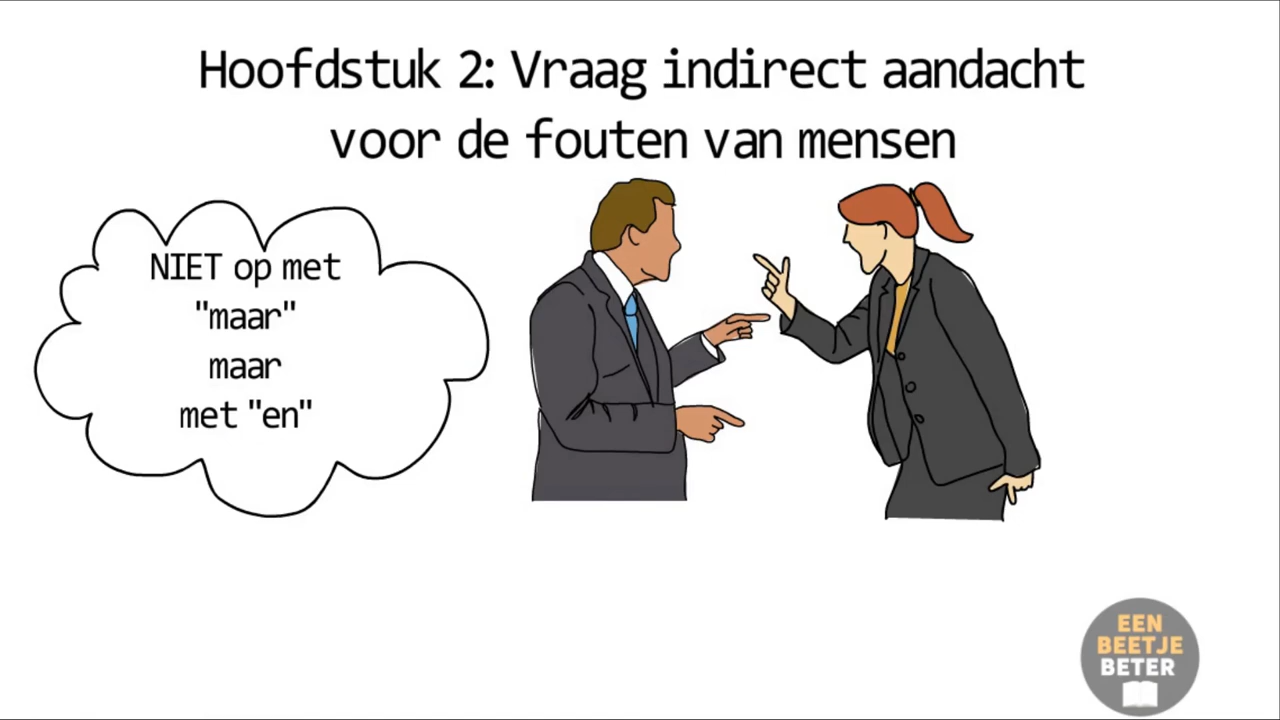 Hoofdstuk 2: Vraag indirect aandacht
voor de fouten van mensen
NIET op met
"maar"
maar
met "en"
EEN
BEETJE
BETER